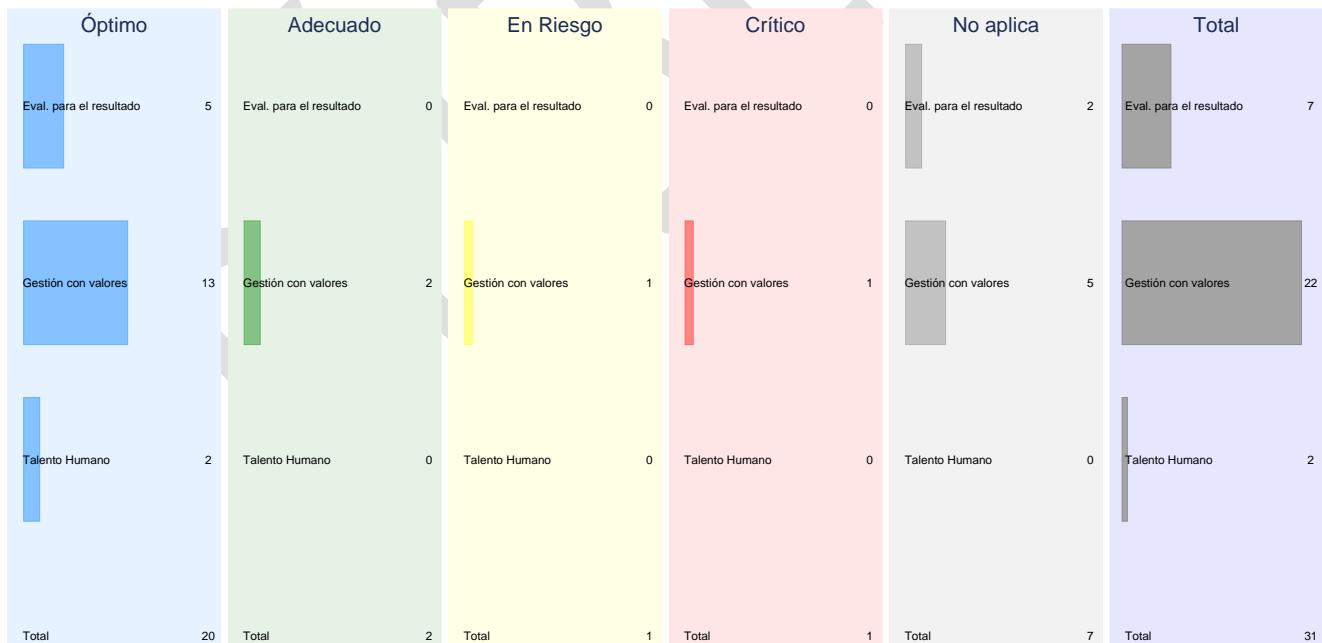 Óptimo Adecuado En Riesgo Crítico No aplica Total
Eval. para el resultado 5 Eval. para el resultado 0 Eval. para el resultado 0 Eval. para el resultado 0 Eval. para el resultado 2 Eval. para el resultado 7
Gestión con valores 13 Gestión con valores 2 Gestión con valores 1 Gestión con valores 1 Gestión con valores 5 Gestión con valores 22
Talento Humano 2 Talento Humano 0 Talento Humano 0 Talento Humano 0 Talento Humano 0 Talento Humano 2
Total 20 Total 2 Total 1 Total 1 Total 7 Total 31